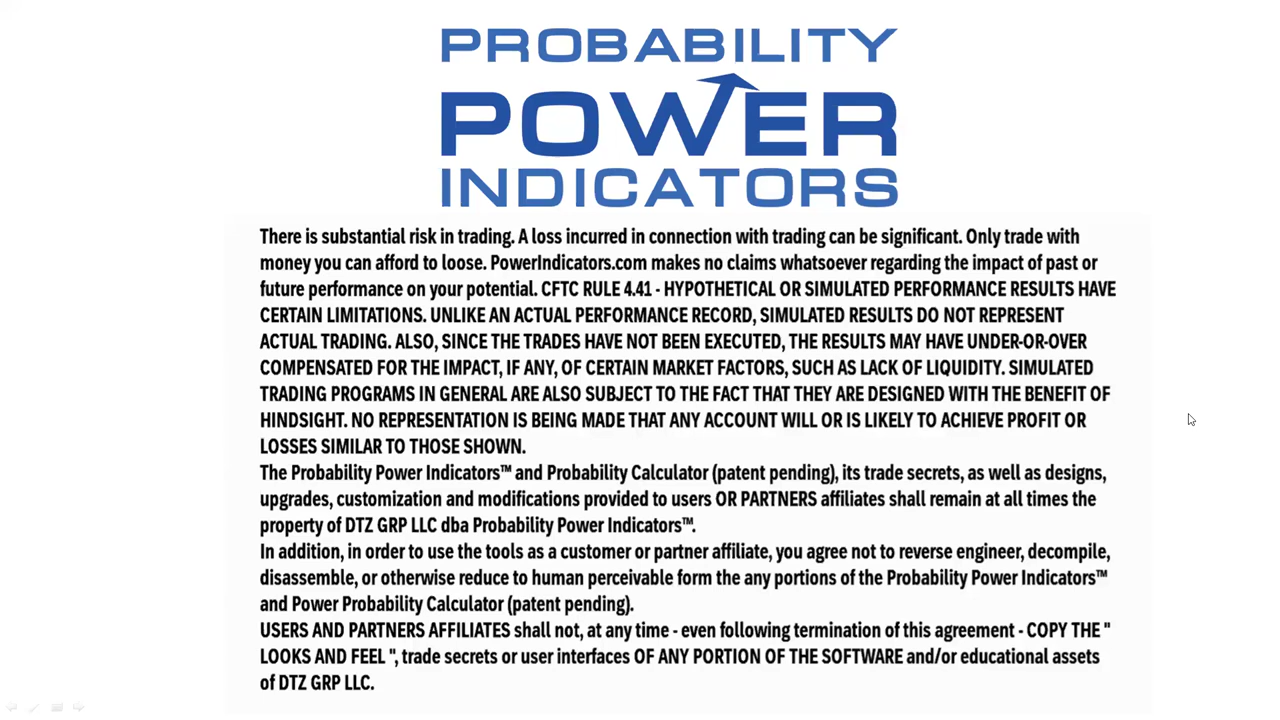 PROBABILITY
POWER
INDICATORS
There is substantial risk in trading. A loss incurred in connection with trading can be significant. Only trade with
money you can afford to loose. PowerIndicators.com makes no claims whatsoever regarding the impact of past or
future performance on your potential. CFTC RULE 4.41 - HYPOTHETICAL OR SIMULATED PERFORMANCE RESULTS HAVE
CERTAIN LIMITATIONS. UNLIKE AN ACTUAL PERFORMANCE RECORD, SIMULATED RESULTS DO NOT REPRESENT
ACTUAL TRADING. ALSO, SINCE THE TRADES HAVE NOT BEEN EXECUTED, THE RESULTS MAY HAVE UNDER-OR-OVER
COMPENSATED FOR THE IMPACT, IF ANY, OF CERTAIN MARKET FACTORS, SUCH AS LACK OF LIQUIDITY. SIMULATED
TRADING PROGRAMS IN GENERAL ARE ALSO SUBJECT TO THE FACT THAT THEY ARE DESIGNED WITH THE BENEFIT OF
HINDSIGHT. NO REPRESENTATION IS BEING MADE THAT ANY ACCOUNT WILL OR IS LIKELY TO ACHIEVE PROFIT OR
LOSSES SIMILAR TO THOSE SHOWN.
The Probability Power Indicators™ and Probability Calculator (patent pending), its trade secrets, as well as designs,
upgrades, customization and modifications provided to users OR PARTNERS affiliates shall remain at all times the
property of DTZ GRP LLC dba Probability Power Indicators™.
In addition, in order to use the tools as a customer or partner affiliate, you agree not to reverse engineer, decompile,
disassemble, or otherwise reduce to human perceivable form the any portions of the Probability Power Indicators™
and Power Probability Calculator (patent pending).
USERS AND PARTNERS AFFILIATES shall not, at any time - even following termination of this agreement - COPY THE "
LOOKS AND FEEL ", trade secrets or user interfaces OF ANY PORTION OF THE SOFTWARE and/or educational assets
of DTZ GRP LLC.